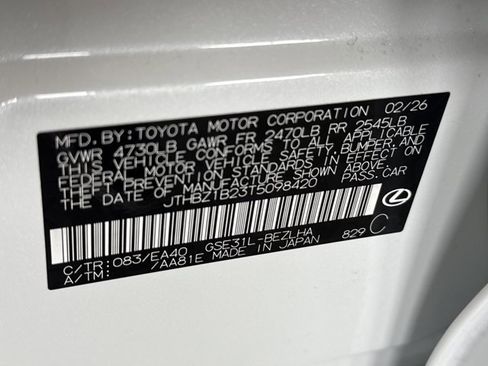 MFD. BY: TOYOTA MOTOR CORPORATION 02/26
GVWR 4730LB GAWR FR 2470LB RR 2545LB
THIS VEHICLE CONFORMS TO ALL APPLICABLE
FEDERAL MOTOR VEHICLE SAFETY, BUMPER, AND
THEFT PREVENTION STANDARDS IN EFFECT ON
THE DATE OF MANUFACTURE SHOWN ABOVE.
JTHBZ1B23T5098420 PASS. CAR
C/TR: 083/EA40 GSE31L-BEZLHA 829 C
A/TM: /AA81E MADE IN JAPAN